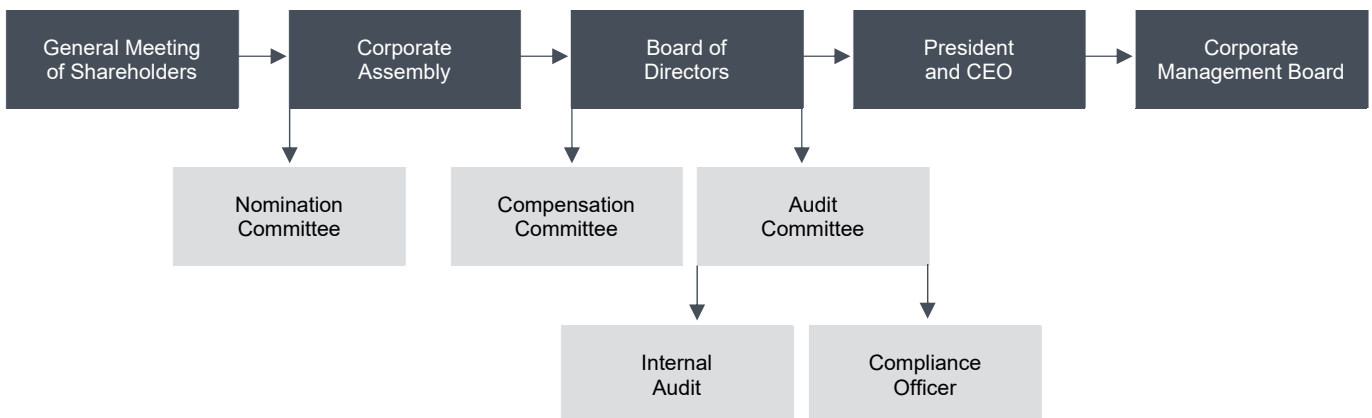 General Meeting
of Shareholders
Corporate
Assembly
Board of
Directors
President
and CEO
Corporate
Management Board
Nomination
Committee
Compensation
Committee
Audit
Committee
Internal
Audit
Compliance
Officer